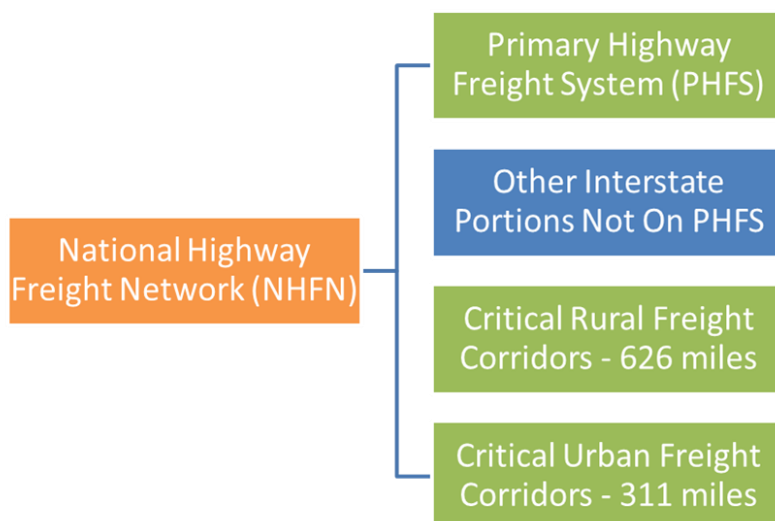 National Highway
Freight Network (NHFN)
Primary Highway
Freight System (PHFS)
Other Interstate
Portions Not On PHFS
Critical Rural Freight
Corridors - 626 miles
Critical Urban Freight
Corridors - 311 miles